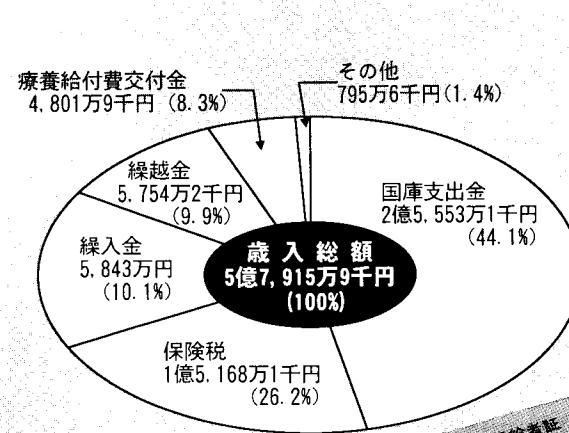 療養給付費交付金
4,801万9千円(8.3%)
その他
795万6千円(1.4%)
繰越金
5.754万2千円
(9.9%)
国庫支出金
2億5,553万1千円
(44.1%)
繰入金
5,843万円
(10.1%)
歳入総額
5億7,915万9千円
(100%)
保険税
1億5.168万1千円
(26.2%)